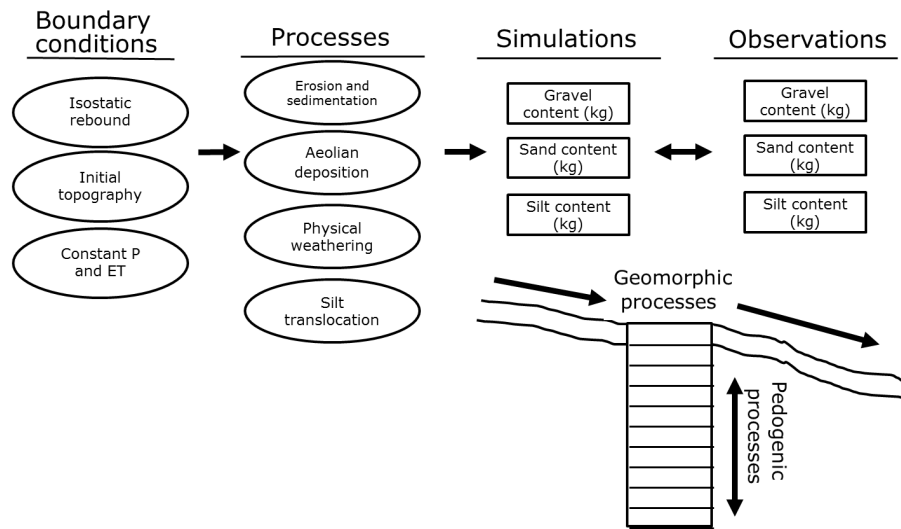 Boundary
conditions
Processes
Simulations
Observations
Isostatic
rebound
Initial
topography
Constant P
and ET
Erosion and
sedimentation
Aeolian
deposition
Physical
weathering
Silt
translocation
Gravel
content (kg)
Sand content
(kg)
Silt content
(kg)
Gravel
content (kg)
Sand content
(kg)
Silt content
(kg)
Geomorphic
processes
Pedogenic
processes